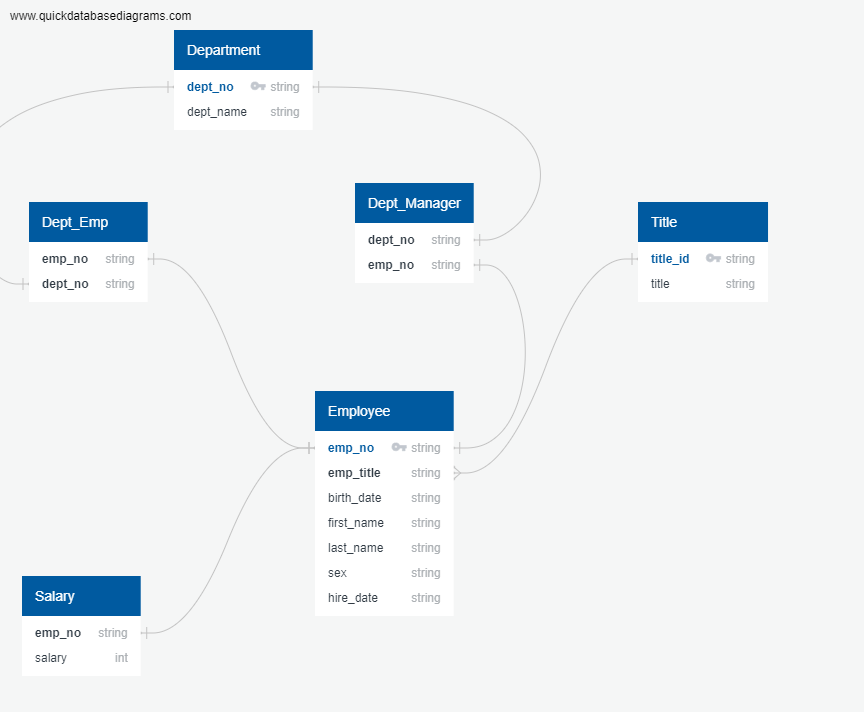 www.quickdatabasediagrams.com
Department
dept_no string
dept_name string
Dept_Emp
emp_no string
dept_no string
Dept_Manager
dept_no string
emp_no string
Title
title_id string
title string
Employee
emp_no string
emp_title string
birth_date string
first_name string
last_name string
sex string
hire_date string
Salary
emp_no string
salary int